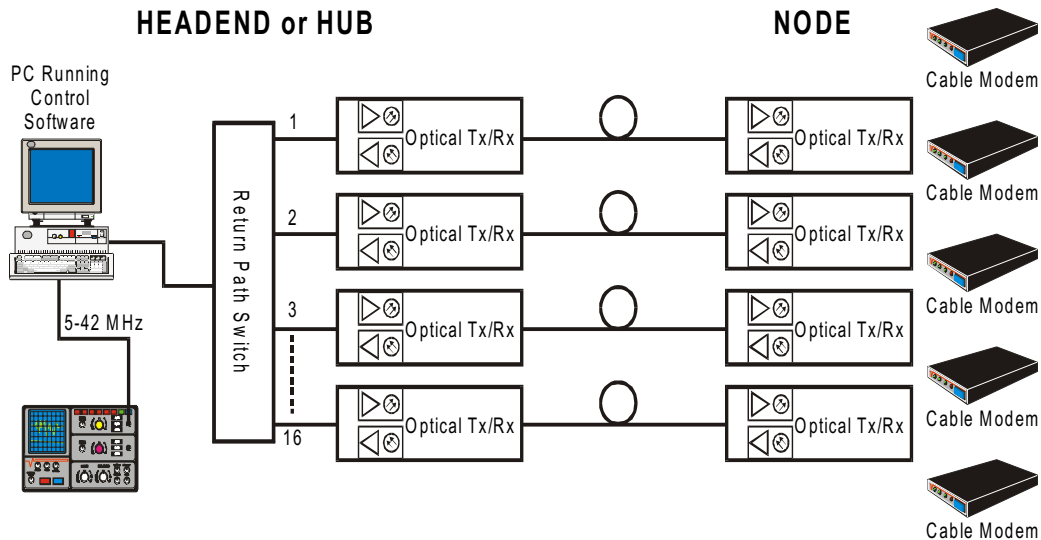 HEADEND or HUB
NODE
PC Running
Control
Software
5-42 MHz
Return Path Switch
1
Optical Tx/Rx
Optical Tx/Rx
2
Optical Tx/Rx
Optical Tx/Rx
3
Optical Tx/Rx
Optical Tx/Rx
16
Optical Tx/Rx
Optical Tx/Rx
Cable Modem
Cable Modem
Cable Modem
Cable Modem
Cable Modem